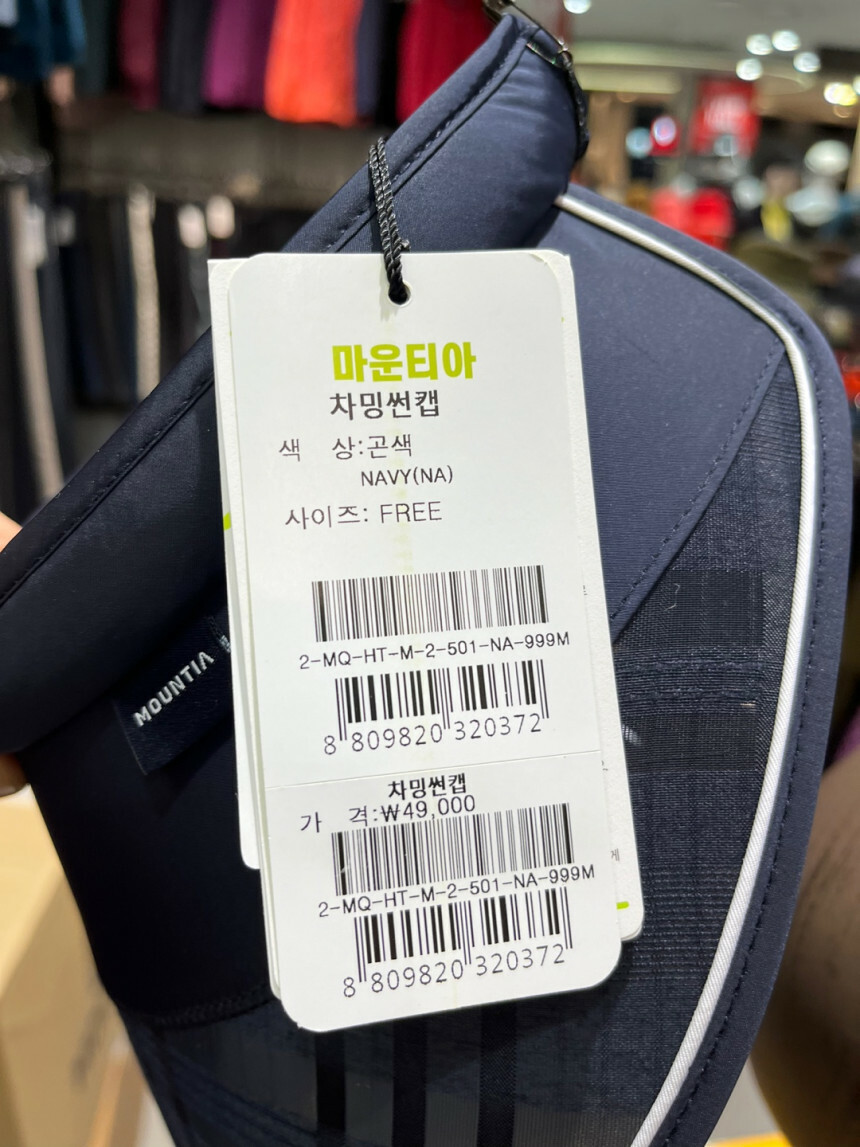 마운티아
차밍썬캡
색 상:곤색
NAVY(NA)
사이즈: FREE
2-MQ-HT-M-2-501-NA-999M
8 809820 320372
차밍썬캡
가 격:₩49,000
2-MQ-HT-M-2-501-NA-999M
8 809820 320372
MOUNTIA